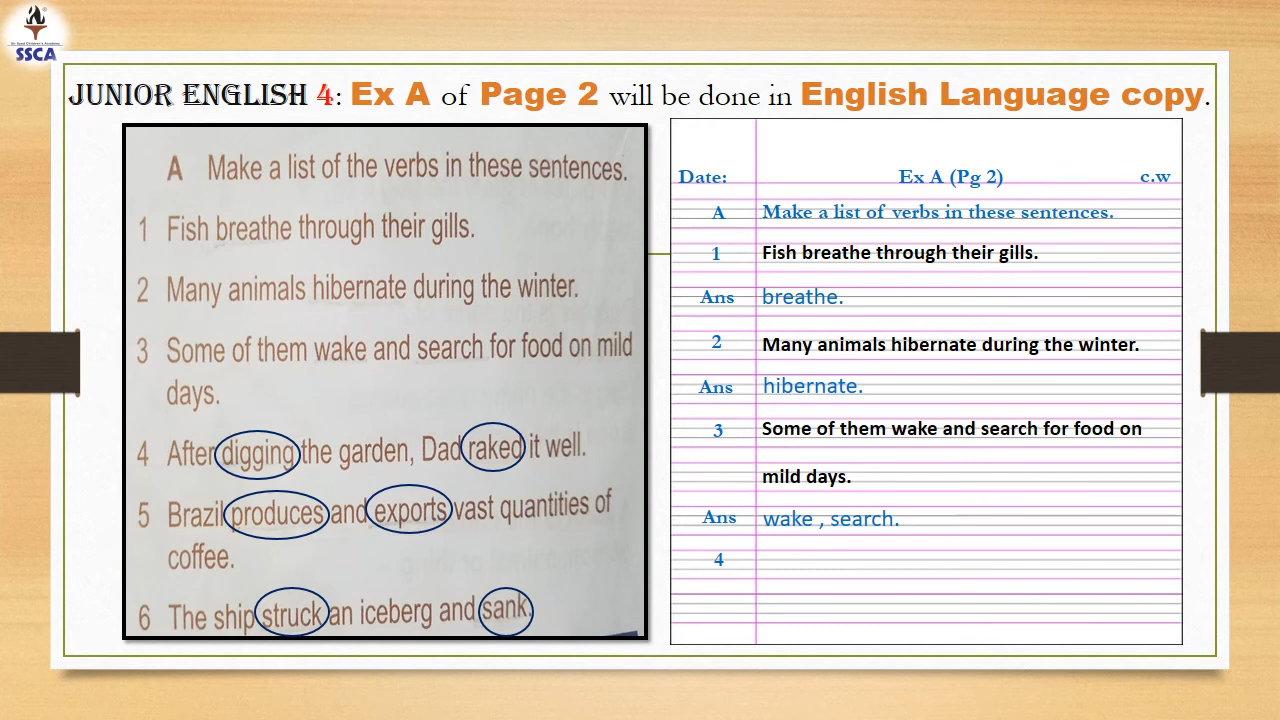 SSCA
JUNIOR ENGLISH 4: Ex A of Page 2 will be done in English Language copy.
A Make a list of the verbs in these sentences.
1 Fish breathe through their gills.
2 Many animals hibernate during the winter.
3 Some of them wake and search for food on mild
days.
4 After digging the garden, Dad raked it well.
5 Brazil produces and exports vast quantities of
coffee.
6 The ship struck an iceberg and sank.
Date: Ex A (Pg 2) c.w
A Make a list of verbs in these sentences.
1 Fish breathe through their gills.
Ans breathe.
2 Many animals hibernate during the winter.
Ans hibernate.
3 Some of them wake and search for food on
mild days.
Ans wake , search.
4